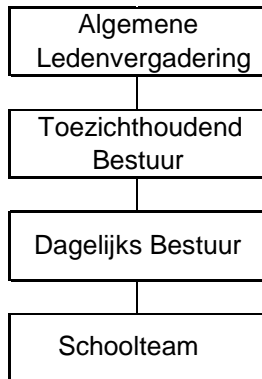 Algemene
Ledenvergadering
Toezichthoudend
Bestuur
Dagelijks Bestuur
Schoolteam